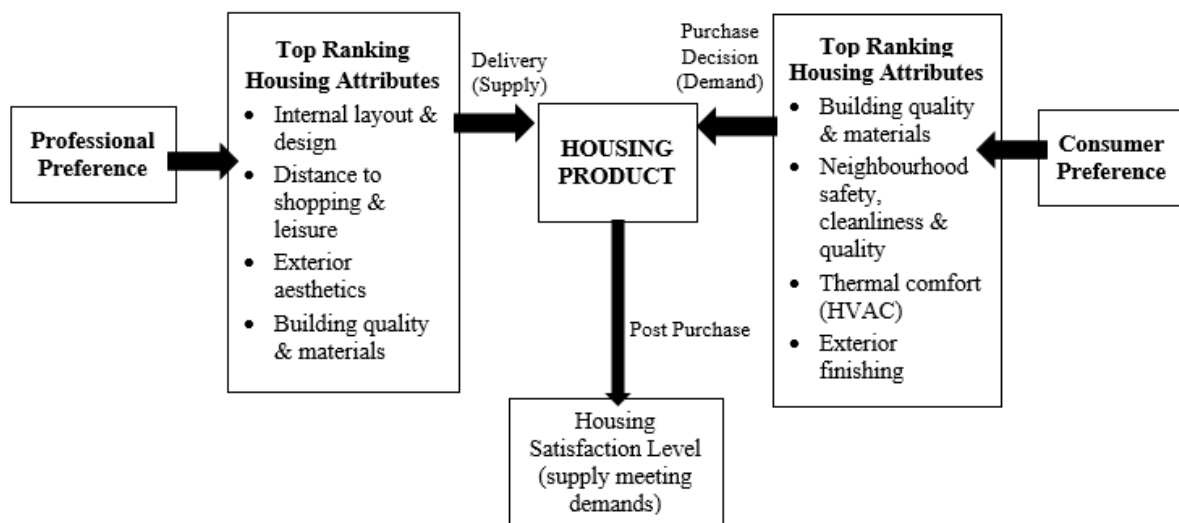 Professional
Preference
Top Ranking
Housing Attributes
• Internal layout &
design
• Distance to
shopping &
leisure
• Exterior
aesthetics
• Building quality
& materials
Delivery
(Supply)
HOUSING
PRODUCT
Purchase
Decision
(Demand)
Top Ranking
Housing Attributes
• Building quality
& materials
• Neighbourhood
safety,
cleanliness &
quality
• Thermal comfort
(HVAC)
• Exterior
finishing
Consumer
Preference
Post Purchase
Housing
Satisfaction Level
(supply meeting
demands)